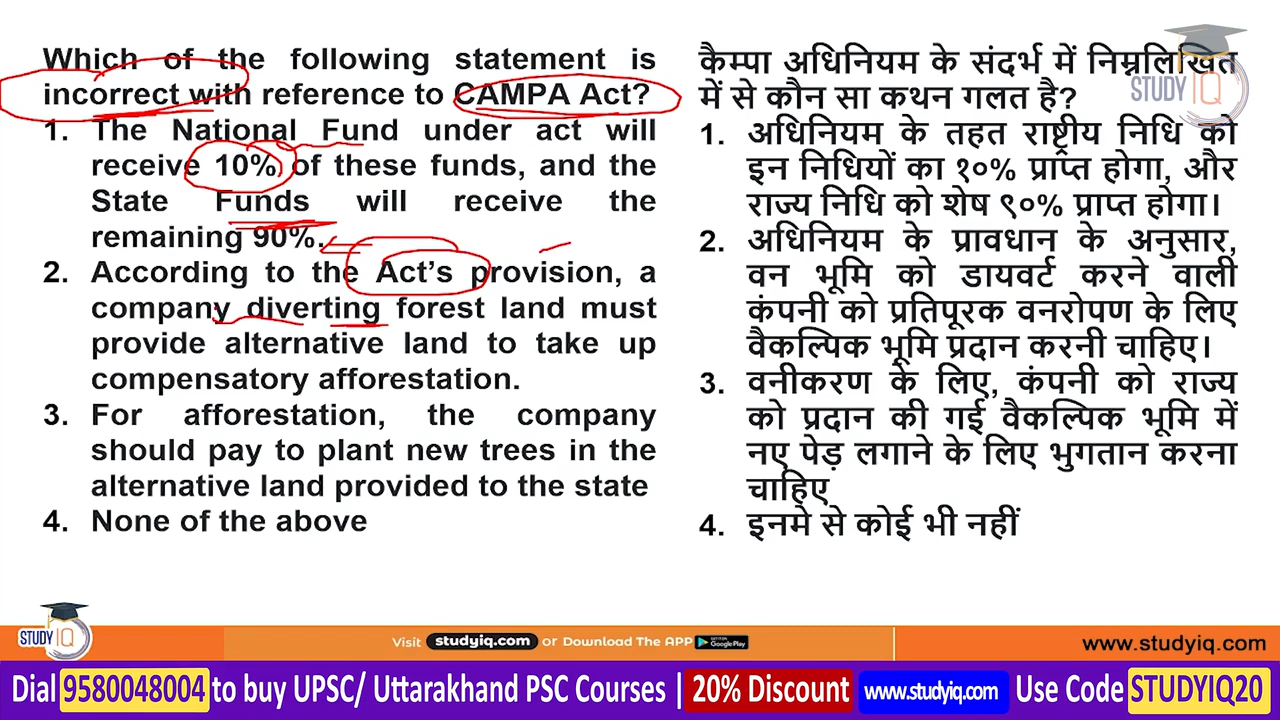 Which of the following statement is
incorrect with reference to CAMPA Act?
1. The National Fund under act will
receive 10% of these funds, and the
State Funds will receive the
remaining 90%.
2. According to the Act's provision, a
company diverting forest land must
provide alternative land to take up
compensatory afforestation.
3. For afforestation, the company
should pay to plant new trees in the
alternative land provided to the state
4. None of the above
कैम्पा अधिनियम के संदर्भ में निम्नलिखित
में से कौन सा कथन गलत है?
1. अधिनियम के तहत राष्ट्रीय निधि को
इन निधियों का १०% प्राप्त होगा, और
राज्य निधि को शेष ९०% प्राप्त होगा।
2. अधिनियम के प्रावधान के अनुसार,
वन भूमि को डायवर्ट करने वाली
कंपनी को प्रतिपूरक वनरोपण के लिए
वैकल्पिक भूमि प्रदान करनी चाहिए।
3. वनीकरण के लिए, कंपनी को राज्य
को प्रदान की गई वैकल्पिक भूमि में
नए पेड़ लगाने के लिए भुगतान करना
चाहिए
4. इनमे से कोई भी नहीं
STUDY IQ
STUDY IQ
Visit studyiq.com or Download The APP GET IT ON Google Play
www.studyiq.com
Dial 9580048004 to buy UPSC/ Uttarakhand PSC Courses | 20% Discount www.studyiq.com Use Code STUDYIQ20